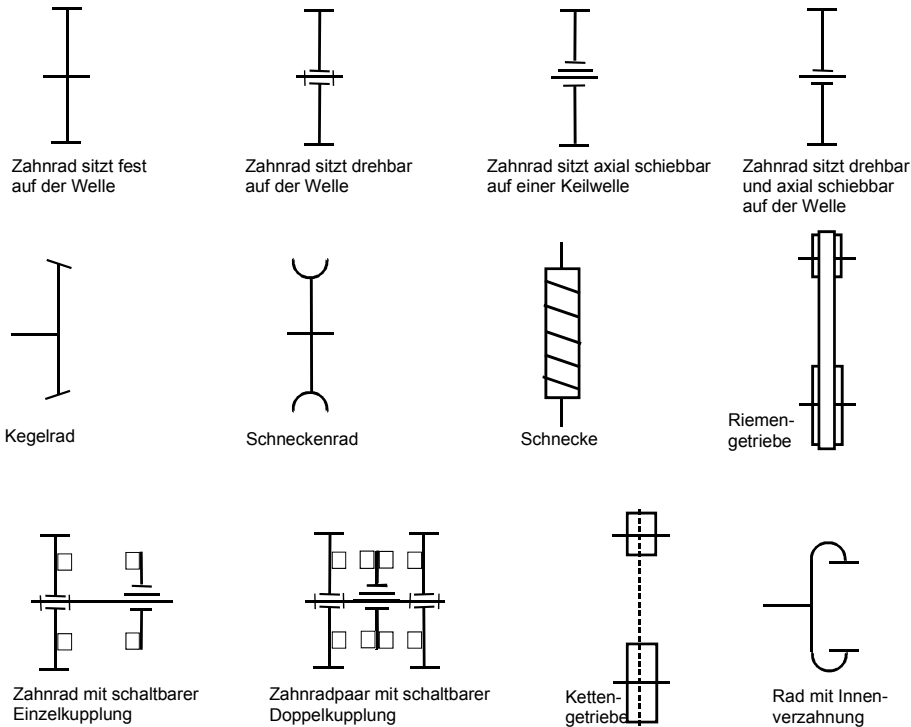 Zahnrad sitzt fest
auf der Welle
Zahnrad sitzt drehbar
auf der Welle
Zahnrad sitzt axial schiebbar
auf einer Keilwelle
Zahnrad sitzt drehbar
und axial schiebbar
auf der Welle
Kegelrad
Schneckenrad
Schnecke
Riemen-
getriebe
Zahnrad mit schaltbarer
Einzelkupplung
Zahnradpaar mit schaltbarer
Doppelkupplung
Ketten-
getriebe
Rad mit Innen-
verzahnung